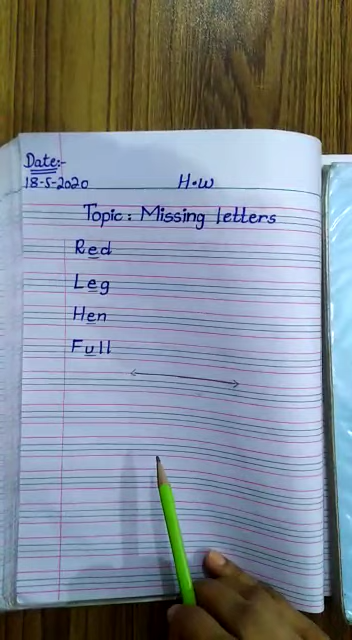 Date:-
18-5-2020 H.W
Topic: Missing letters
Red
Leg
Hen
Full